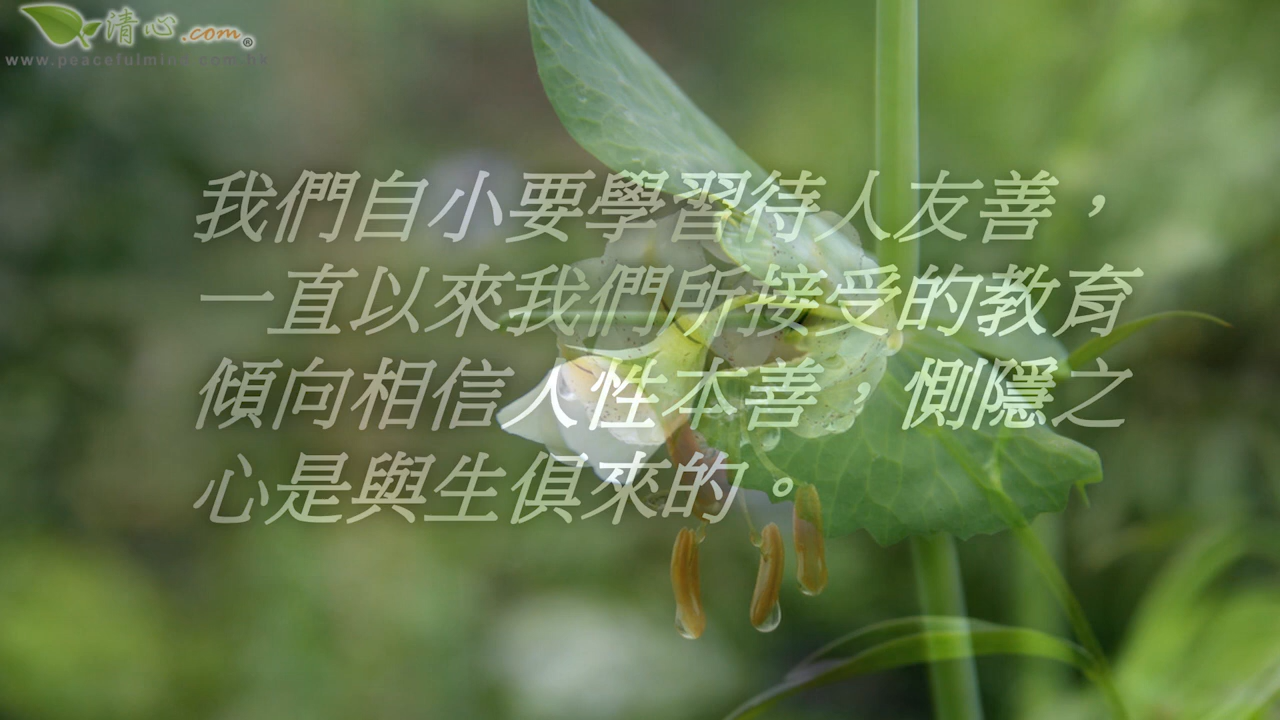 清心.com®
www.peacefulmind.com.hk
我們自小要學習待人友善，
一直以來我們所接受的教育
傾向相信人性本善，惻隱之
心是與生俱來的。